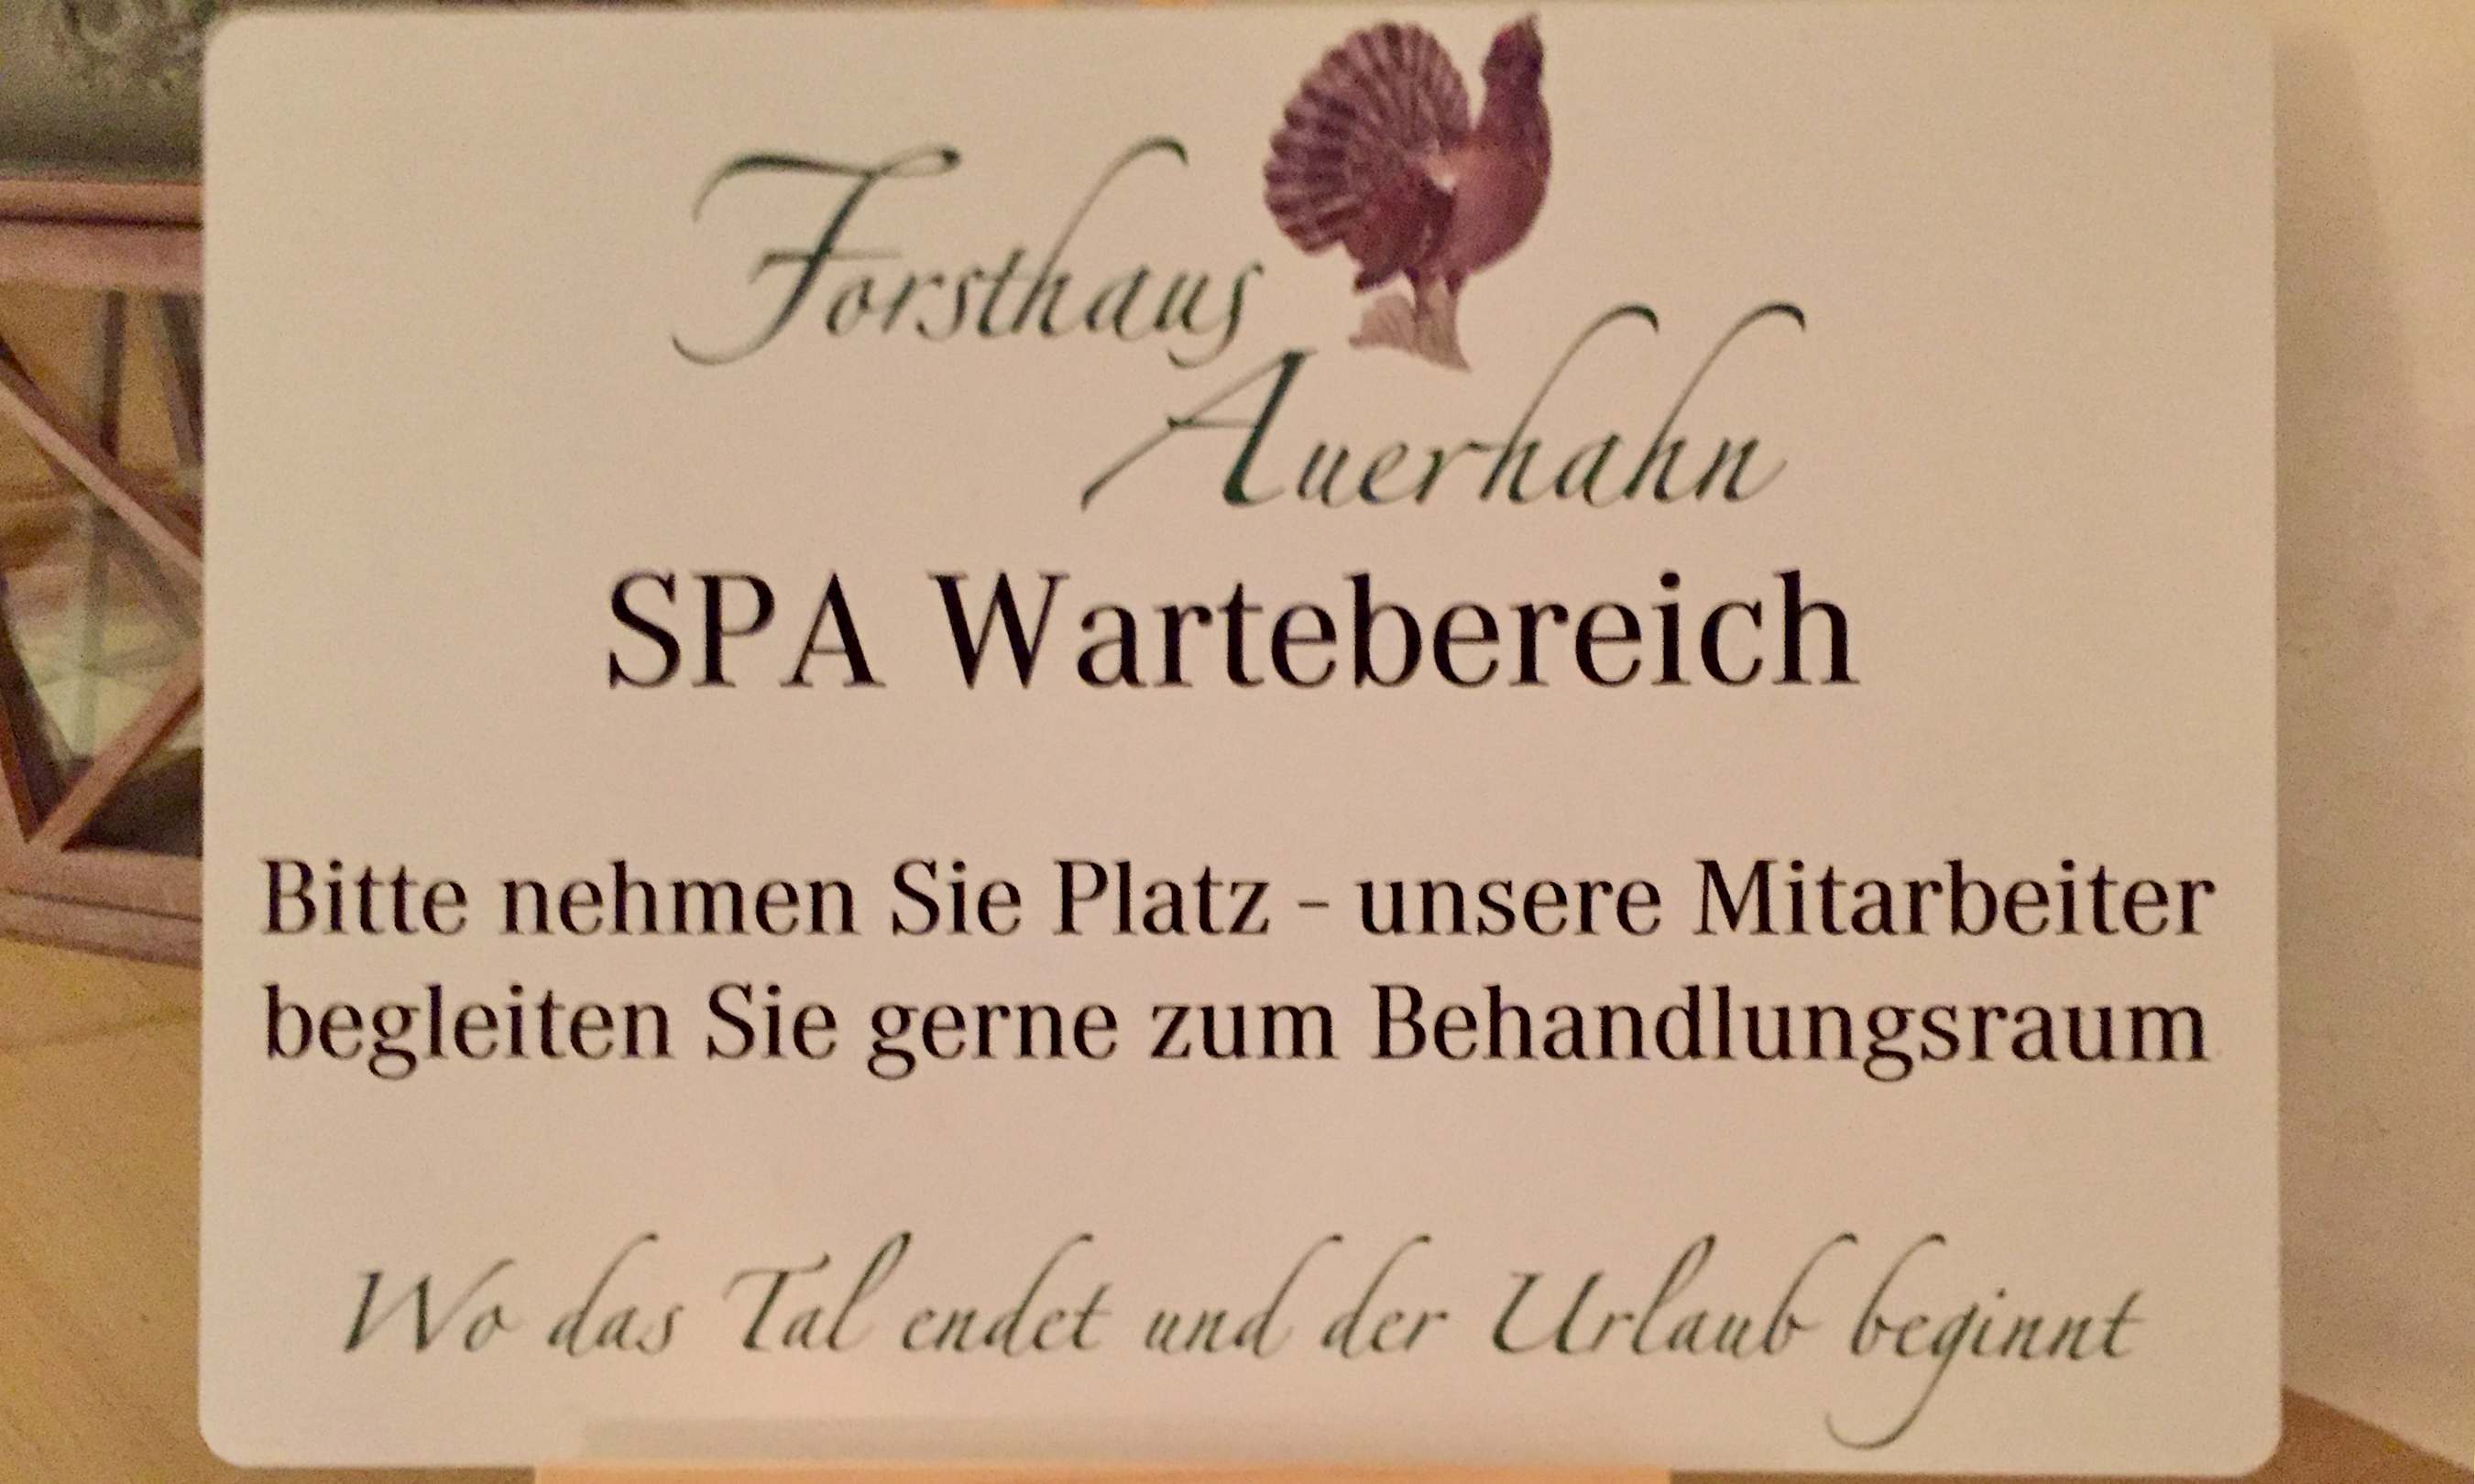 Forsthaus
Auerhahn
SPA Wartebereich
Bitte nehmen Sie Platz - unsere Mitarbeiter
begleiten Sie gerne zum Behandlungsraum
Wo das Tal endet und der Urlaub beginnt